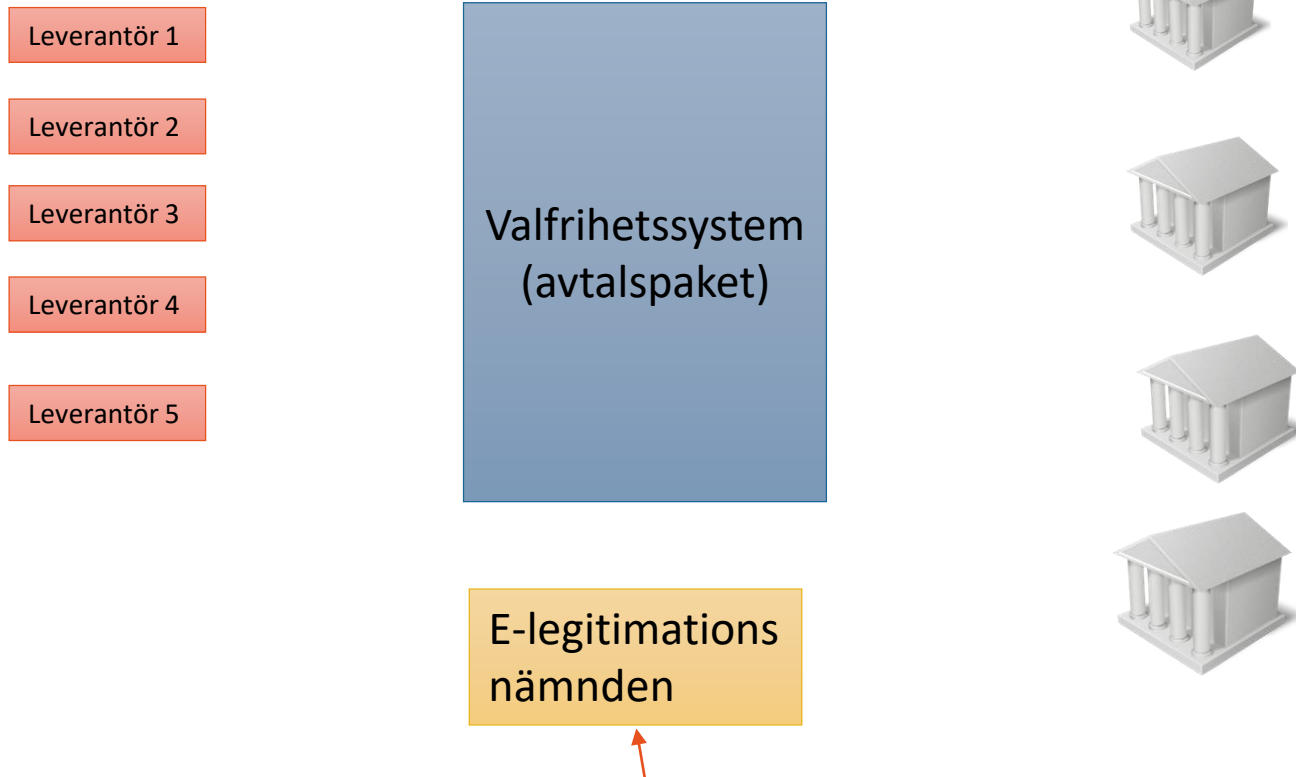 Leverantör 1
Leverantör 2
Leverantör 3
Leverantör 4
Leverantör 5
Valfrihetssystem
(avtalspaket)
E-legitimations
nämnden